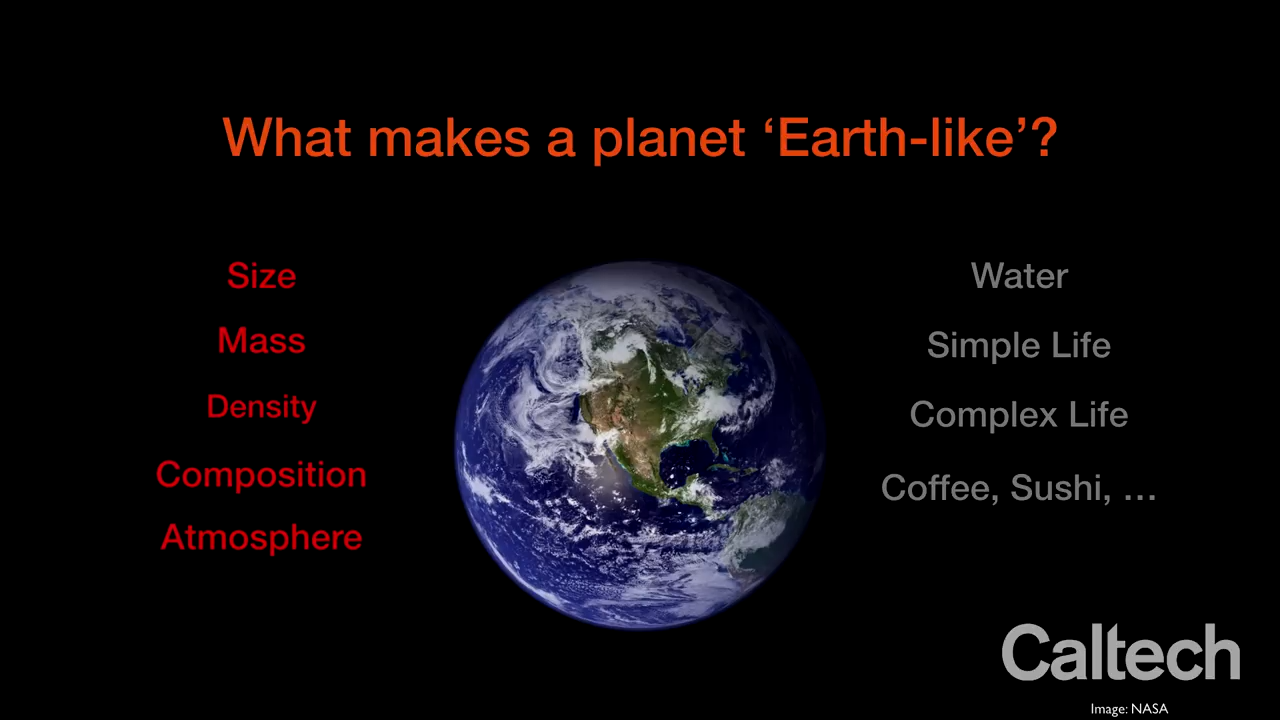 What makes a planet ‘Earth-like’?
Size
Mass
Density
Composition
Atmosphere
Water
Simple Life
Complex Life
Coffee, Sushi, …
Caltech
Image: NASA